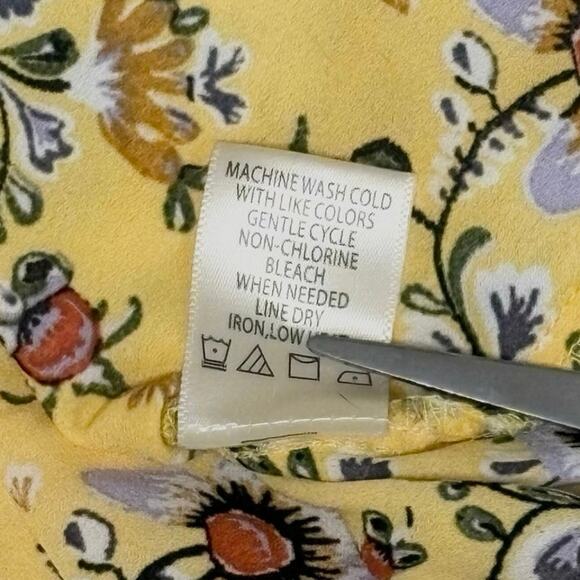 MACHINE WASH COLD
WITH LIKE COLORS
GENTLE CYCLE
NON-CHLORINE
BLEACH
WHEN NEEDED
LINE DRY
IRON,LOW